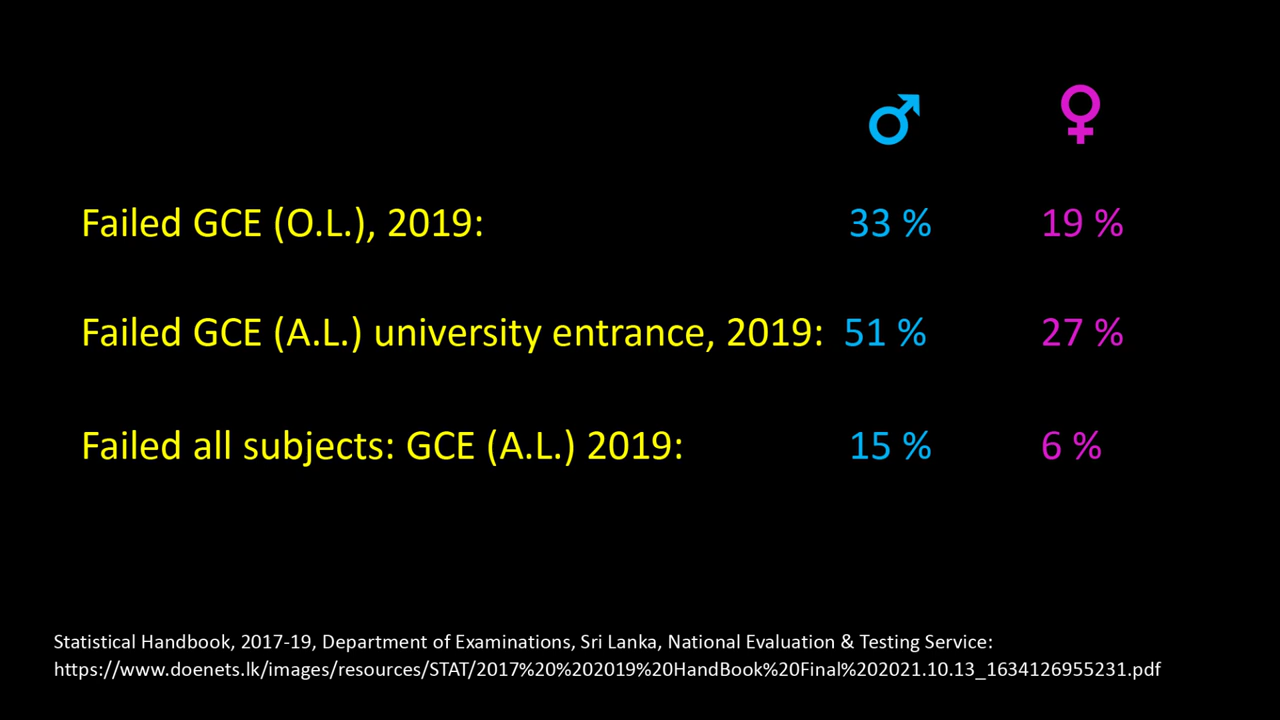 ♂ ♀
Failed GCE (O.L.), 2019: 33 % 19 %
Failed GCE (A.L.) university entrance, 2019: 51 % 27 %
Failed all subjects: GCE (A.L.) 2019: 15 % 6 %
Statistical Handbook, 2017-19, Department of Examinations, Sri Lanka, National Evaluation & Testing Service:
https://www.doenets.lk/images/resources/STAT/2017%20%202019%20HandBook%20Final%202021.10.13_1634126955231.pdf